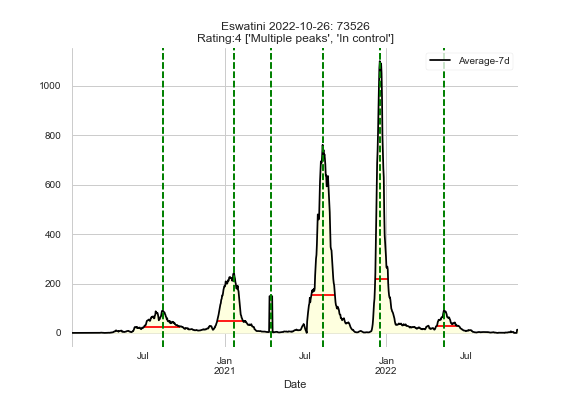 Eswatini 2022-10-26: 73526
Rating:4 ['Multiple peaks', 'In control']
Average-7d
1000
800
600
400
200
0
Jul
Jan
2021
Jul
Jan
2022
Jul
Date